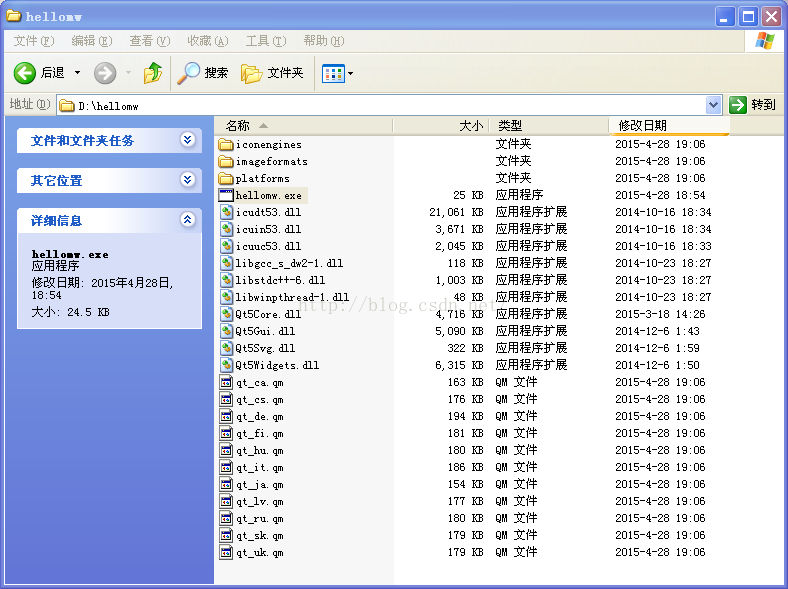 hellomw
文件(F) 编辑(E) 查看(V) 收藏(A) 工具(T) 帮助(H)
后退 搜索 文件夹
地址(D) D:\hellomw 转到
文件和文件夹任务
其它位置
详细信息
hellomw.exe
应用程序
修改日期: 2015年4月28日,
18:54
大小: 24.5 KB
名称 大小 类型 修改日期
iconengines 文件夹 2015-4-28 19:06
imageformats 文件夹 2015-4-28 19:06
platforms 文件夹 2015-4-28 19:06
hellomw.exe 25 KB 应用程序 2015-4-28 18:54
icudt53.dll 21,061 KB 应用程序扩展 2014-10-16 18:34
icuin53.dll 3,671 KB 应用程序扩展 2014-10-16 18:34
icuuc53.dll 2,045 KB 应用程序扩展 2014-10-16 18:33
libgcc_s_dw2-1.dll 118 KB 应用程序扩展 2014-10-23 18:27
libstdc++-6.dll 1,003 KB 应用程序扩展 2014-10-23 18:27
libwinpthread-1.dll 48 KB 应用程序扩展 2014-10-23 18:27
http://blog.csdn.net
Qt5Core.dll 4,716 KB 应用程序扩展 2015-3-18 14:26
Qt5Gui.dll 5,090 KB 应用程序扩展 2014-12-6 1:43
Qt5Svg.dll 322 KB 应用程序扩展 2014-12-6 1:59
Qt5Widgets.dll 6,315 KB 应用程序扩展 2014-12-6 1:50
qt_ca.qm 163 KB QM 文件 2015-4-28 19:06
qt_cs.qm 176 KB QM 文件 2015-4-28 19:06
qt_de.qm 194 KB QM 文件 2015-4-28 19:06
qt_fi.qm 181 KB QM 文件 2015-4-28 19:06
qt_hu.qm 180 KB QM 文件 2015-4-28 19:06
qt_it.qm 186 KB QM 文件 2015-4-28 19:06
qt_ja.qm 154 KB QM 文件 2015-4-28 19:06
qt_lv.qm 177 KB QM 文件 2015-4-28 19:06
qt_ru.qm 180 KB QM 文件 2015-4-28 19:06
qt_sk.qm 179 KB QM 文件 2015-4-28 19:06
qt_uk.qm 179 KB QM 文件 2015-4-28 19:06